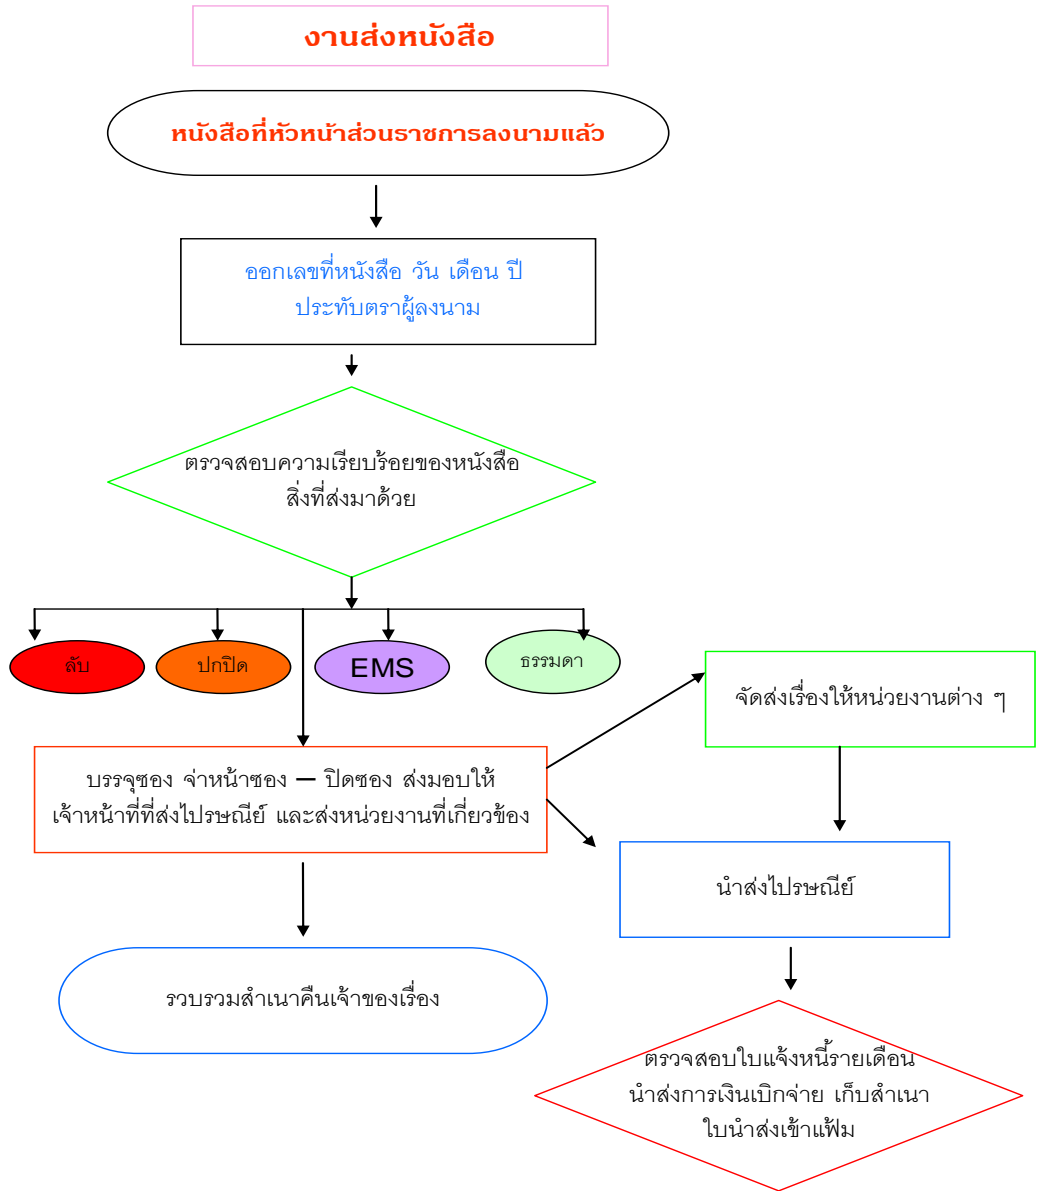 งานส่งหนังสือ
หนังสือที่หัวหน้าส่วนราชการลงนามแล้ว
ออกเลขที่หนังสือ วัน เดือน ปี
ประทับตราผู้ลงนาม
ตรวจสอบความเรียบร้อยของหนังสือ
สิ่งที่ส่งมาด้วย
ลับ
ปกปิด
EMS
ธรรมดา
จัดส่งเรื่องให้หน่วยงานต่าง ๆ
บรรจุซอง จ่าหน้าซอง – ปิดซอง ส่งมอบให้
เจ้าหน้าที่ที่ส่งไปรษณีย์ และส่งหน่วยงานที่เกี่ยวข้อง
นำส่งไปรษณีย์
รวบรวมสำเนาคืนเจ้าของเรื่อง
ตรวจสอบใบแจ้งหนี้รายเดือน
นำส่งการเงินเบิกจ่าย เก็บสำเนา
ใบนำส่งเข้าแฟ้ม